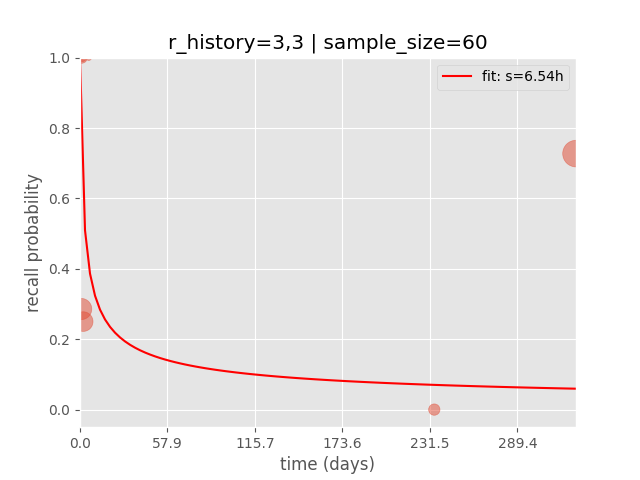 r_history=3,3 | sample_size=60
fit: s=6.54h
recall probability
1.0
0.8
0.6
0.4
0.2
0.0
0.0 57.9 115.7 173.6 231.5 289.4
time (days)